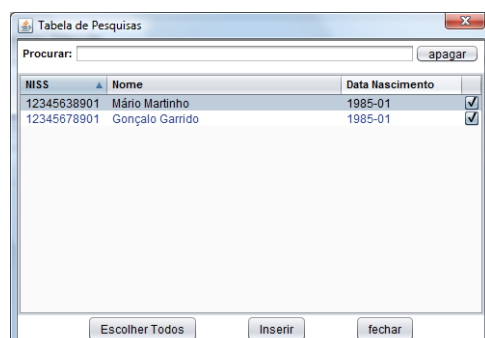 Tabela de Pesquisas
Procurar: apagar
NISS Nome Data Nascimento
12345638901 Mário Martinho 1985-01
12345678901 Gonçalo Garrido 1985-01
Escolher Todos Inserir fechar